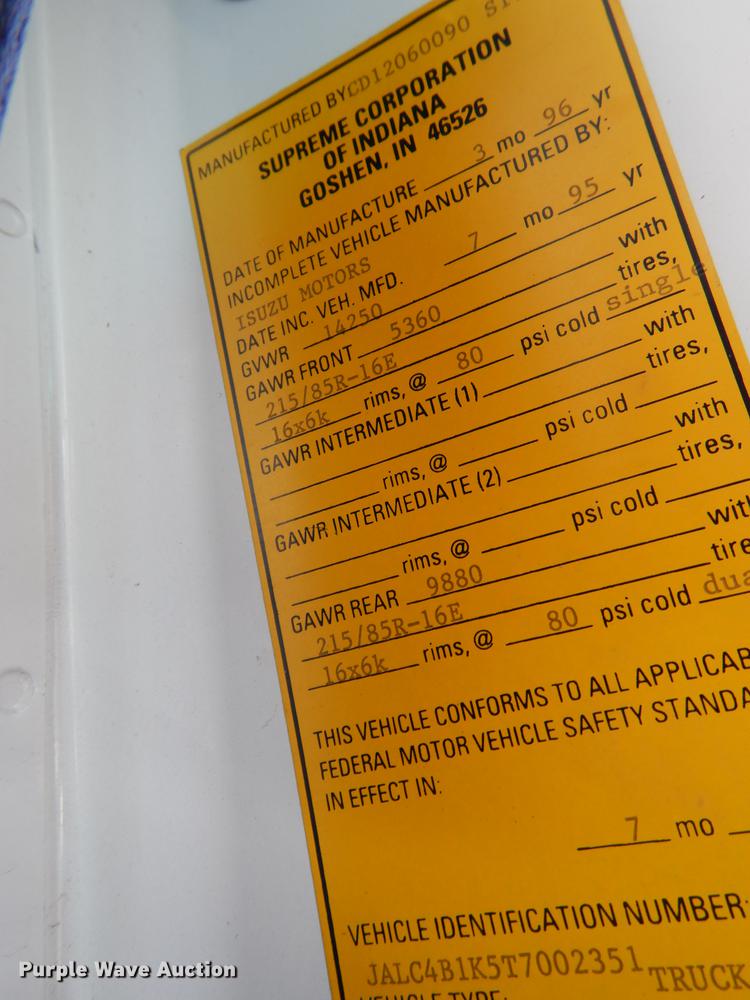 MANUFACTURED BY CD12060090
SUPREME CORPORATION
OF INDIANA
GOSHEN, IN 46526
DATE OF MANUFACTURE 3 mo 96 yr
INCOMPLETE VEHICLE MANUFACTURED BY:
ISUZU MOTORS
DATE INC. VEH. MFD. 7 mo 95 yr
GVWR 14250
GAWR FRONT 5360 with
215/85R-16E tires,
16x6k rims, @ 80 psi cold single
GAWR INTERMEDIATE (1) with
tires,
rims, @ psi cold
GAWR INTERMEDIATE (2) with
tires,
rims, @ psi cold
GAWR REAR 9880
215/85R-16E
16x6k rims, @ 80 psi cold
THIS VEHICLE CONFORMS TO ALL
FEDERAL MOTOR VEHICLE SAFETY
IN EFFECT IN:
7 mo
VEHICLE IDENTIFICATION NUMBER:
JALC4B1K5T7002351
VEHICLE TYPE: TRUCK
Purple Wave Auction